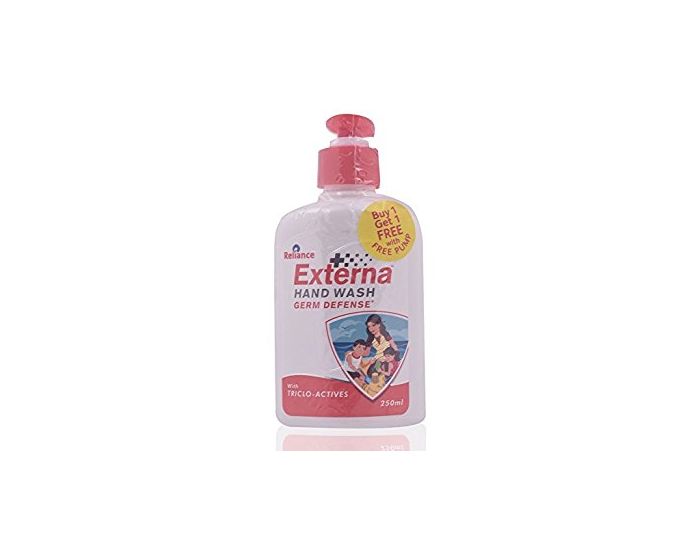 Buy 1
Get 1
FREE
with
FREE PUMP
Reliance
Externa
HAND WASH
GERM DEFENSE*
With
TRICLO-ACTIVES
250ml